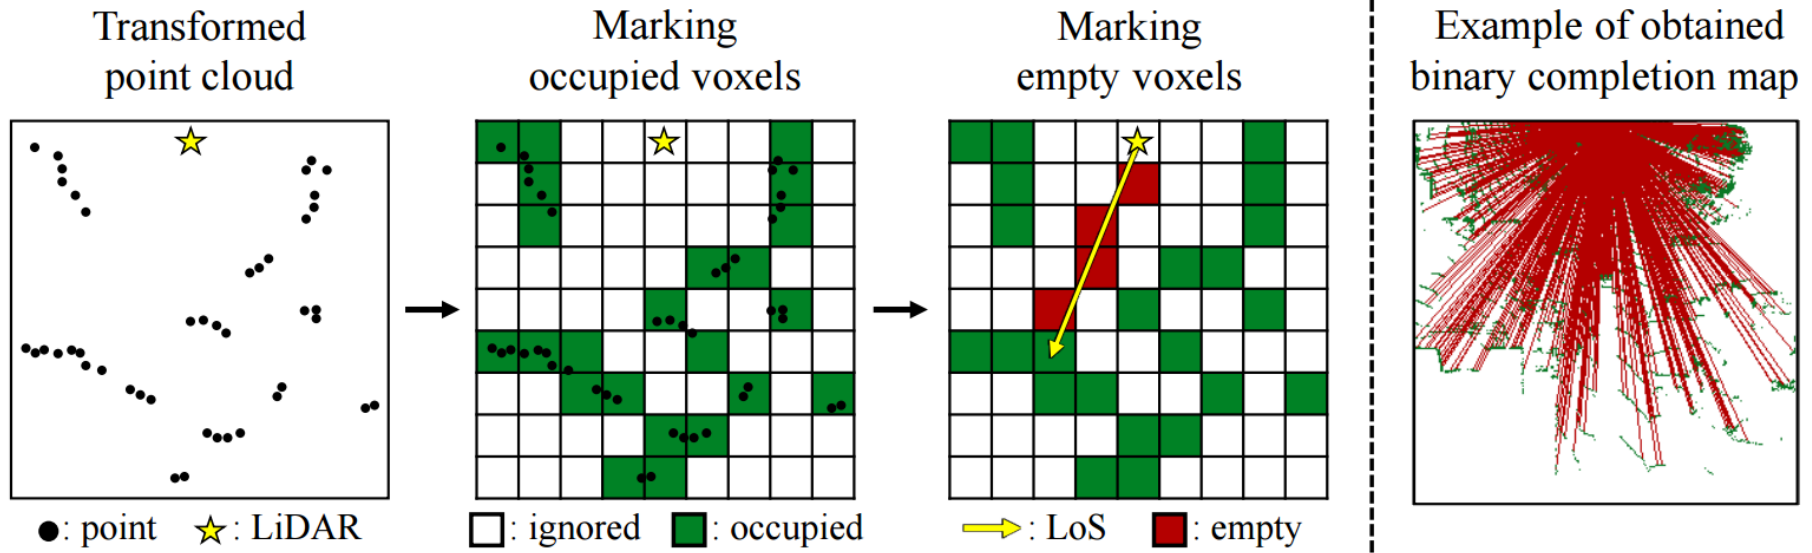 Transformed
point cloud
Marking
occupied voxels
Marking
empty voxels
Example of obtained
binary completion map
: point : LiDAR
: ignored : occupied
: LoS : empty